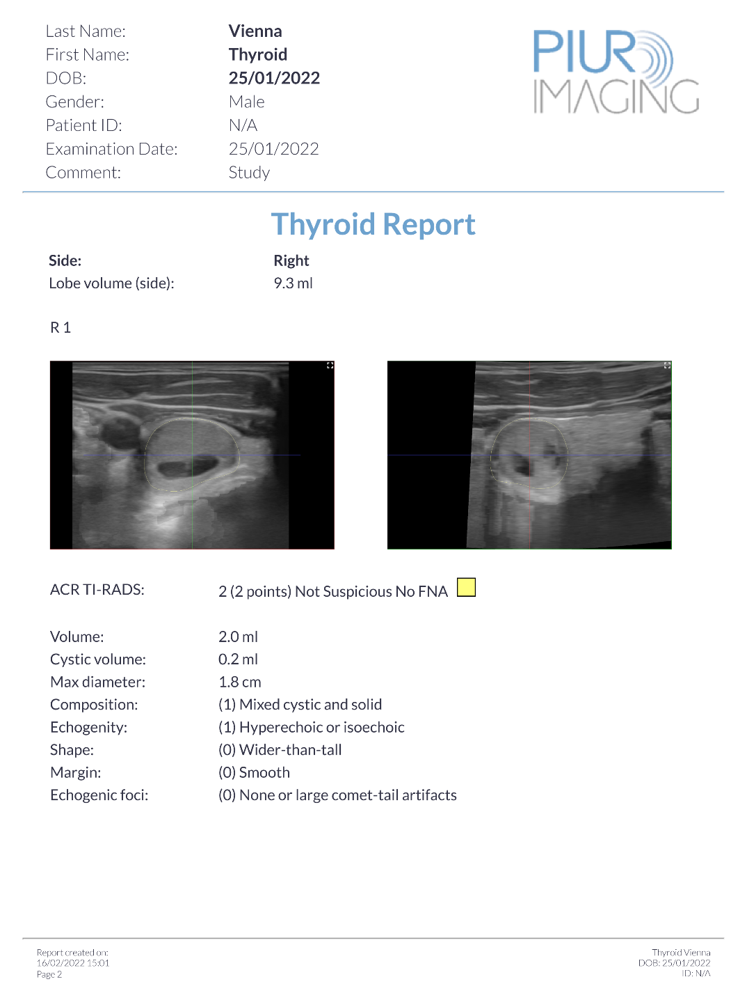 Last Name: Vienna
First Name: Thyroid
DOB: 25/01/2022
Gender: Male
Patient ID: N/A
Examination Date: 25/01/2022
Comment: Study
PIUR
IMAGING
Thyroid Report
Side: Right
Lobe volume (side): 9.3 ml
R 1
ACR TI-RADS: 2 (2 points) Not Suspicious No FNA
Volume: 2.0 ml
Cystic volume: 0.2 ml
Max diameter: 1.8 cm
Composition: (1) Mixed cystic and solid
Echogenity: (1) Hyperechoic or isoechoic
Shape: (0) Wider-than-tall
Margin: (0) Smooth
Echogenic foci: (0) None or large comet-tail artifacts
Report created on:
16/02/2022 15:01
Page 2
Thyroid Vienna
DOB: 25/01/2022
ID: N/A